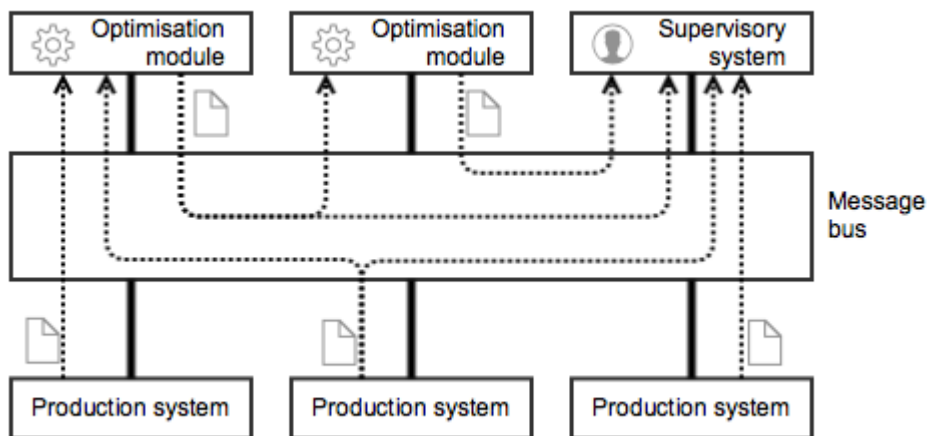 Optimisation
module
Optimisation
module
Supervisory
system
Message
bus
Production system
Production system
Production system